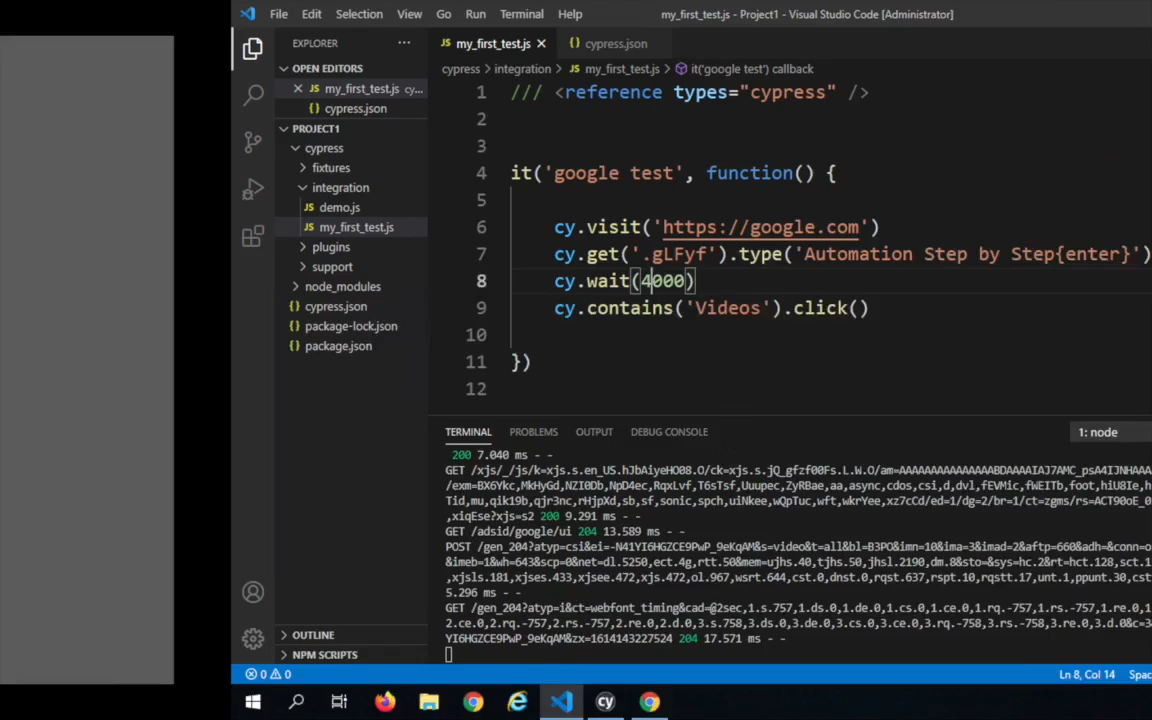 File Edit Selection View Go Run Terminal Help my_first_test.js - Project1 - Visual Studio Code [Administrator]
EXPLORER
OPEN EDITORS
my_first_test.js cy...
cypress.json
PROJECT1
cypress
fixtures
integration
demo.js
my_first_test.js
plugins
support
node_modules
cypress.json
package-lock.json
package.json
OUTLINE
NPM SCRIPTS
JS my_first_test.js cypress.json
cypress > integration > JS my_first_test.js > it('google test') callback
1 /// <reference types="cypress" />
2
3
4 it('google test', function() {
5
6 cy.visit('https://google.com')
7 cy.get('.gLFyf').type('Automation Step by Step{enter}')
8 cy.wait(4000)
9 cy.contains('Videos').click()
10
11 })
12
TERMINAL PROBLEMS OUTPUT DEBUG CONSOLE 1: node
200 7.040 ms - -
GET /xjs/_/js/k=xjs.s.en_US.hJbAiyeHO08.O/ck=xjs.s.jQ_gfzf00Fs.L.W.O/am=AAAAAAAAAAAAAAABDAAAAIAJ7AMC_psA4IJNHAAA
/exm=BX6Ykc,MkHyGd,NZI0Db,NpD4ec,RqxLvf,T6sTsf,Uuupec,ZyRBae,aa,async,cdos,csi,d,dvl,fEVMic,fWEITb,foot,hiU8Ie,h
Tid,mu,qik19b,qjr3nc,rHjpXd,sb,sf,sonic,spch,uiNkee,wQpTuc,wft,wkrYee,xz7cCd/ed=1/dg=2/br=1/ct=zgms/rs=ACT90oE_0
,xiqEse?xjs=s2 200 9.291 ms - -
GET /adsid/google/ui 204 13.589 ms - -
POST /gen_204?atyp=csi&ei=-N41YI6HGZCE9PwP_9eKqAM&s=video&t=all&bl=B3PO&imn=10&ima=3&imad=2&aftp=660&adh=&conn=o
&imeb=1&wh=643&scp=0&net=dl.5250,ect.4g,rtt.50&mem=ujhs.40,tjhs.50,jhsl.2190,dm.8&sto=&sys=hc.2&rt=hct.128,sct.1
,xjsls.181,xjses.433,xjsee.472,xjs.472,ol.967,wsrt.644,cst.0,dnst.0,rqst.637,rspt.10,rqstt.17,unt.1,ppunt.30,cst
5.296 ms - -
GET /gen_204?atyp=i&ct=webfont_timing&cad=@2sec,1.s.757,1.ds.0,1.de.0,1.cs.0,1.ce.0,1.rq.-757,1.rs.-757,1.re.0,1
2.ce.0,2.rq.-757,2.rs.-757,2.re.0,2.d.0,3.s.758,3.ds.0,3.de.0,3.cs.0,3.ce.0,3.rq.-758,3.rs.-758,3.re.0,3.d.0&c=3
YI6HGZCE9PwP_9eKqAM&zx=1614143227524 204 17.571 ms - -
0 0 Ln 8, Col 14 Spac
cy